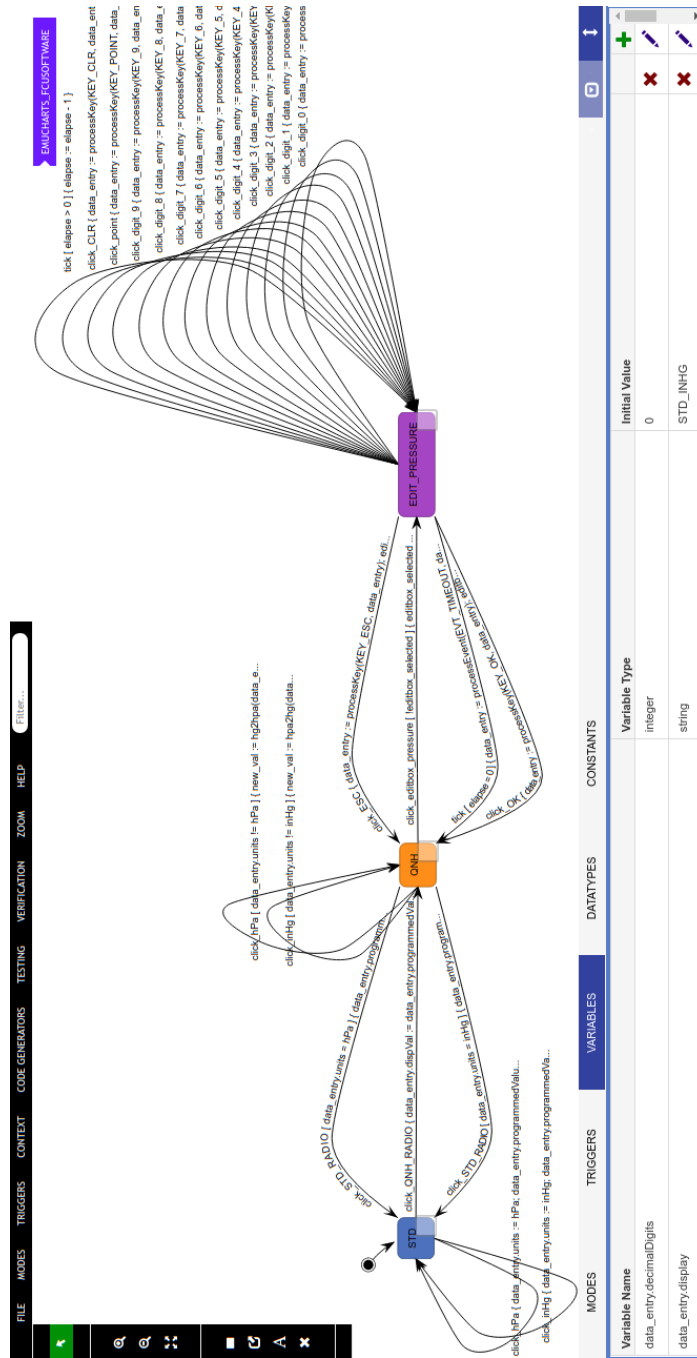 FILE MODES TRIGGERS CONTEXT CODE GENERATORS TESTING VERIFICATION ZOOM HELP Filter...
EMUCHARTS_FCUSOFTWARE
tick [ elapse > 0 ] { elapse := elapse - 1 }
click_CLR { data_entry := processKey(KEY_CLR, data_ent
click_point { data_entry := processKey(KEY_POINT, data_
click_digit_9 { data_entry := processKey(KEY_9, data_en
click_digit_8 { data_entry := processKey(KEY_8, data_e
click_digit_7 { data_entry := processKey(KEY_7, data_
click_digit_6 { data_entry := processKey(KEY_6, dat
click_digit_5 { data_entry := processKey(KEY_5, d
click_digit_4 { data_entry := processKey(KEY_4
click_digit_3 { data_entry := processKey(KEY
click_digit_2 { data_entry := processKey(KI
click_digit_1 { data_entry := processKey
click_digit_0 { data_entry := process
click_hPa [ data_entry.units != hPa ] { new_val := hg2hpa(data_e...
click_inHg [ data_entry.units != inHg ] { new_val := hpa2hg(data...
click_STD_RADIO [ data_entry.units = hPa ] { data_entry.programm...
click_ESC { data_entry := processKey(KEY_ESC, data_entry); edi...
STD
click_QNH_RADIO { data_entry.dispVal := data_entry.programmedVal
QNH
click_editbox_pressure [ !editbox_selected ] { editbox_selected ...
EDIT_PRESSURE
click_STD_RADIO [ data_entry.units = inHg ] { data_entry.program...
tick [ elapse = 0 ] { data_entry := processEvent(EVT_TIMEOUT, da...
click_OK { data_entry := processKey(KEY_OK, data_entry); editb...
click_hPa { data_entry.units := hPa; data_entry.programmedValu...
click_inHg { data_entry.units := inHg; data_entry.programmedVa...
MODES TRIGGERS VARIABLES DATATYPES CONSTANTS
Variable Name Variable Type Initial Value
data_entry.decimalDigits integer 0
data_entry.display string STD_INHG